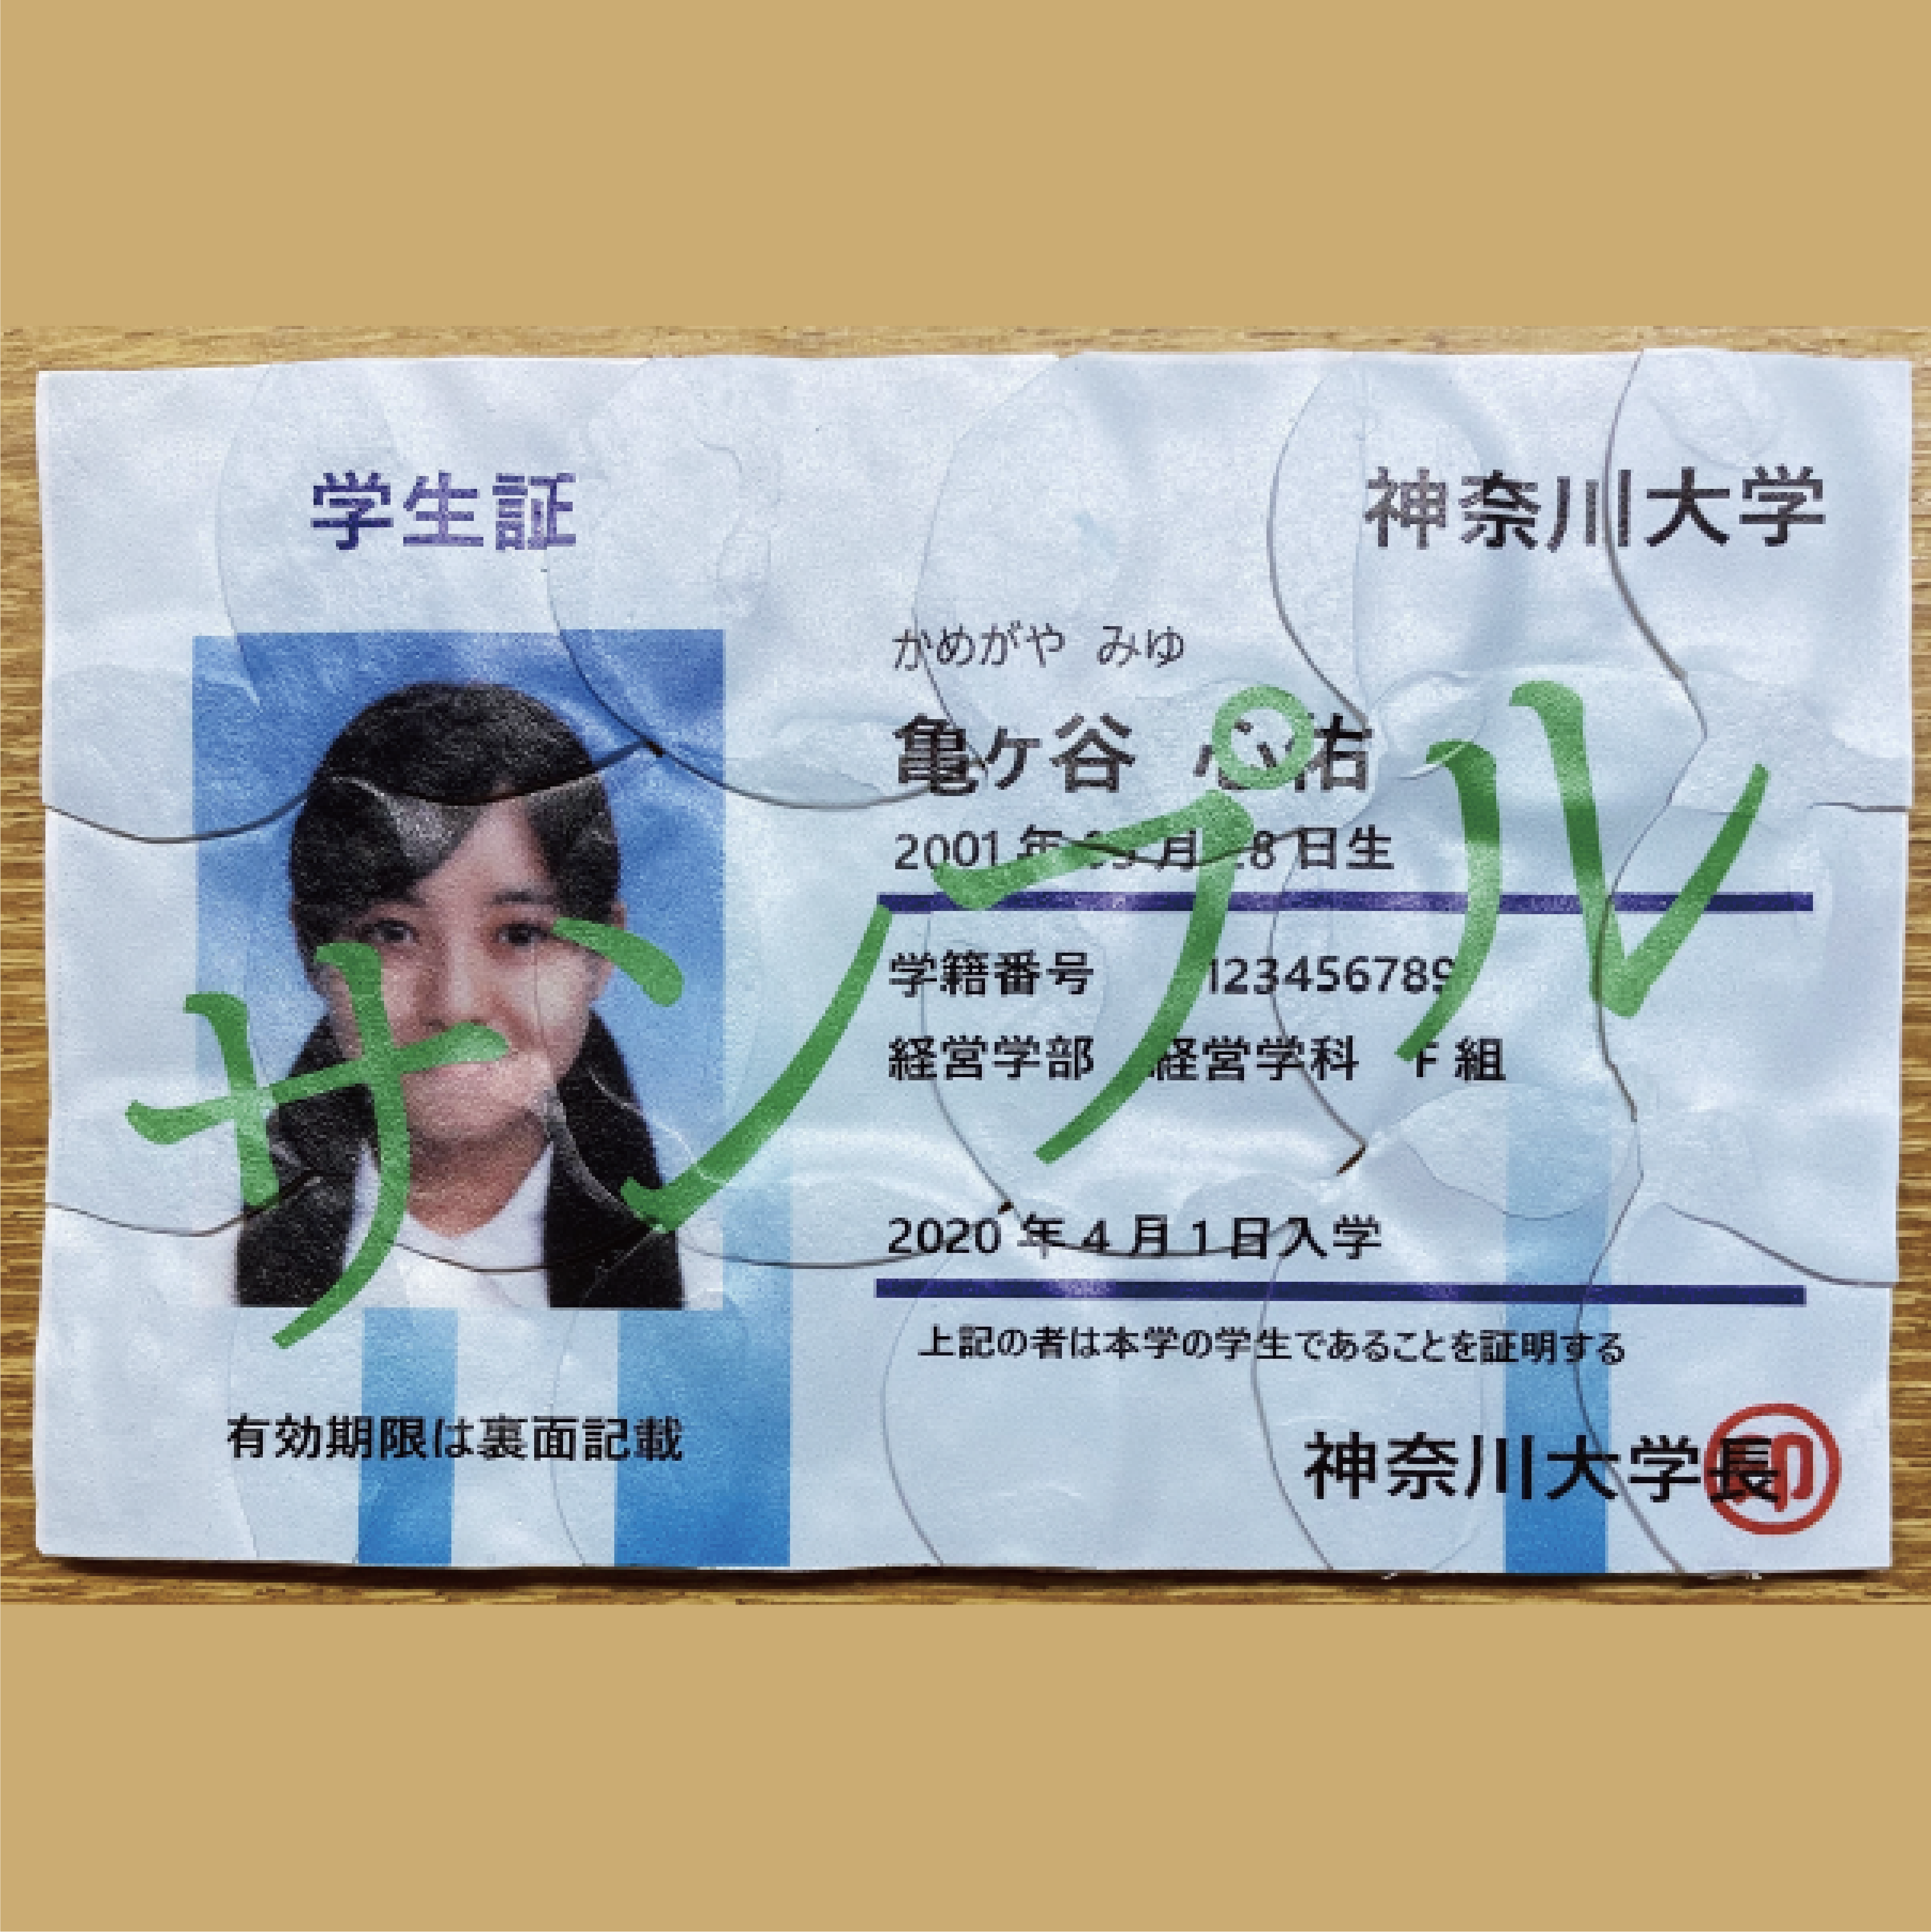 学生証
神奈川大学
かめがや みゆ
亀ヶ谷 心祐
2001年 月 28日生
学籍番号 123456789
経営学部 経営学科 F組
2020年4月1日入学
上記の者は本学の学生であることを証明する
有効期限は裏面記載
神奈川大学長 印
サンプル